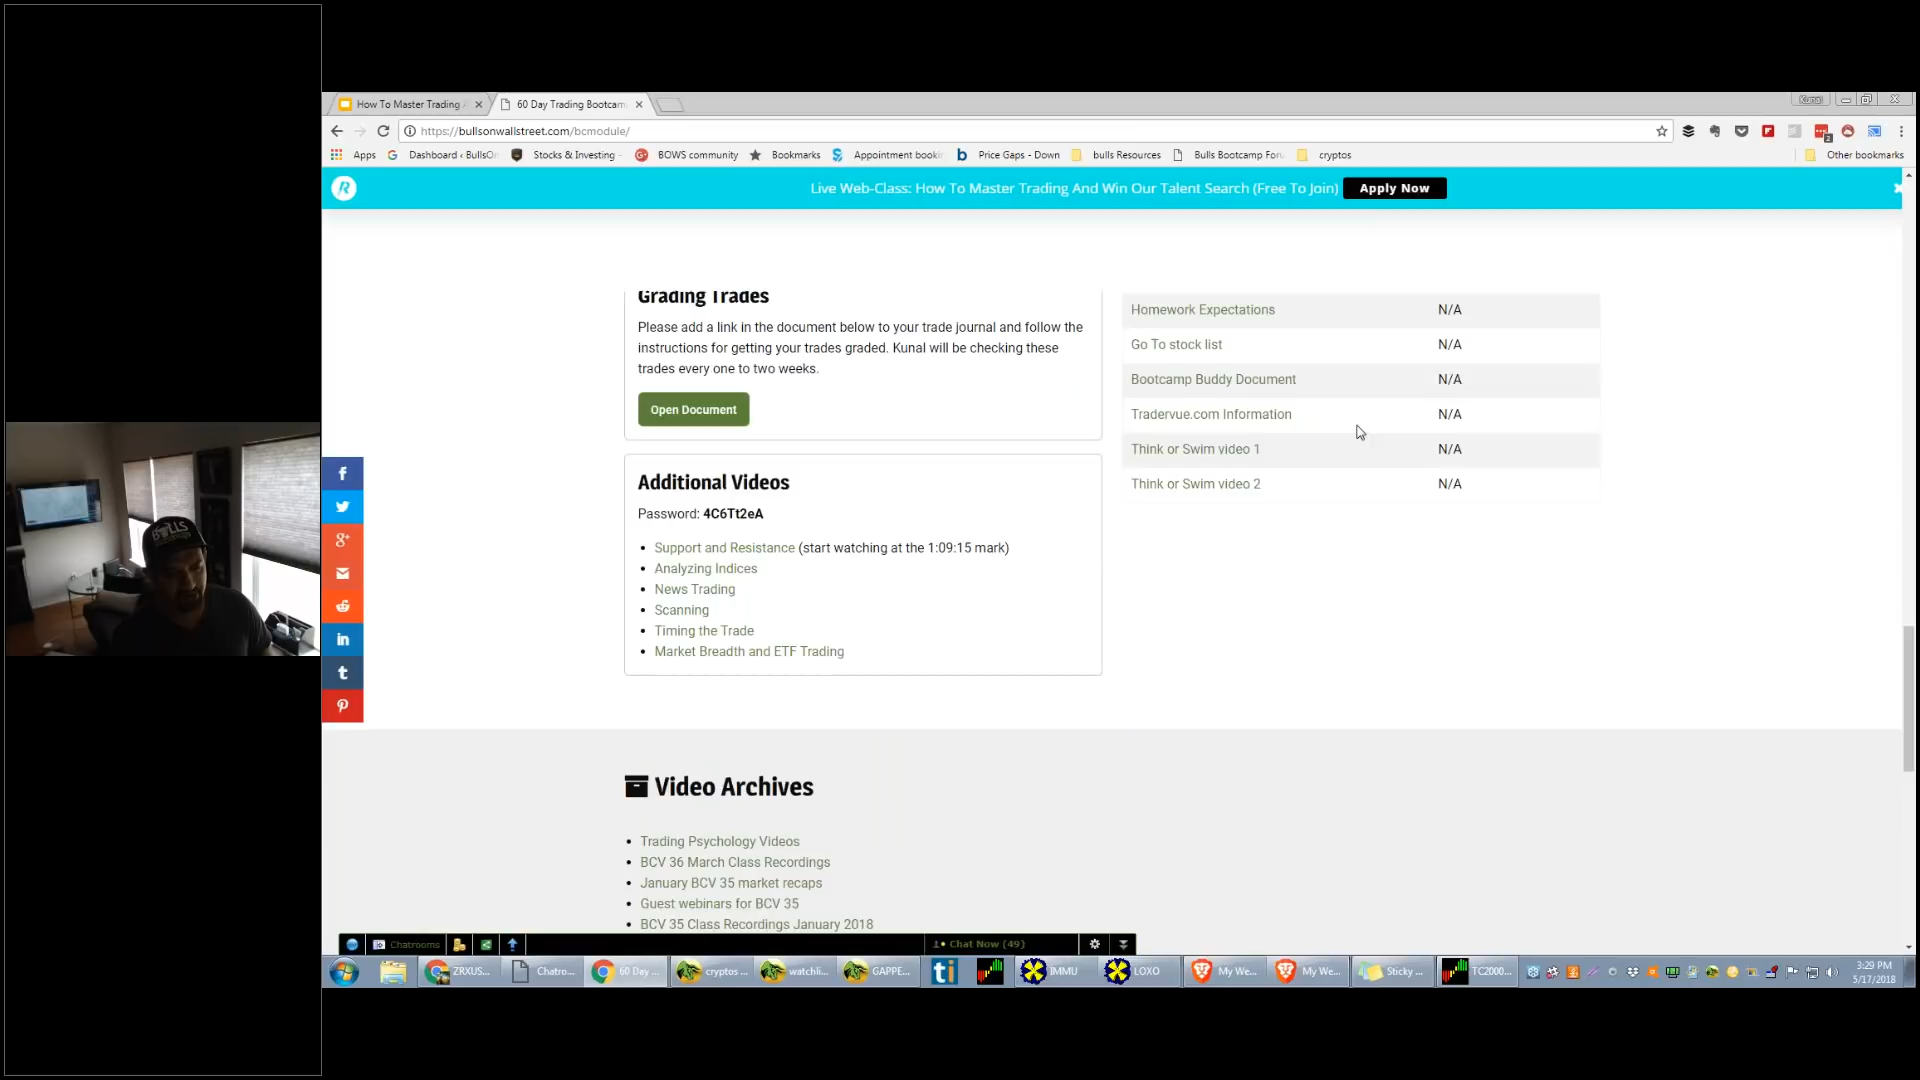 How To Master Trading
60 Day Trading Bootcam
Kunal
https://bullsonwallstreet.com/bcmodule/
Apps
Dashboard ‹ BullsOn
Stocks & Investing
BOWS community
Bookmarks
Appointment bookin
Price Gaps - Down
bulls Resources
Bulls Bootcamp Foru
cryptos
Other bookmarks
Live Web-Class: How To Master Trading And Win Our Talent Search (Free To Join)
Apply Now
Grading Trades
Please add a link in the document below to your trade journal and follow the
instructions for getting your trades graded. Kunal will be checking these
trades every one to two weeks.
Open Document
Homework Expectations N/A
Go To stock list N/A
Bootcamp Buddy Document N/A
Tradervue.com Information N/A
Think or Swim video 1 N/A
Think or Swim video 2 N/A
Additional Videos
Password: 4C6Tt2eA
Support and Resistance (start watching at the 1:09:15 mark)
Analyzing Indices
News Trading
Scanning
Timing the Trade
Market Breadth and ETF Trading
BULLS
Video Archives
Trading Psychology Videos
BCV 36 March Class Recordings
January BCV 35 market recaps
Guest webinars for BCV 35
BCV 35 Class Recordings January 2018
Chatrooms
Chat Now (49)
ZRXUS...
Chatro...
60 Day ...
cryptos ...
watchli...
GAPPE...
ti
IMMU
LOXO
My We...
My We...
Sticky ...
TC2000...
3:29 PM
5/17/2018